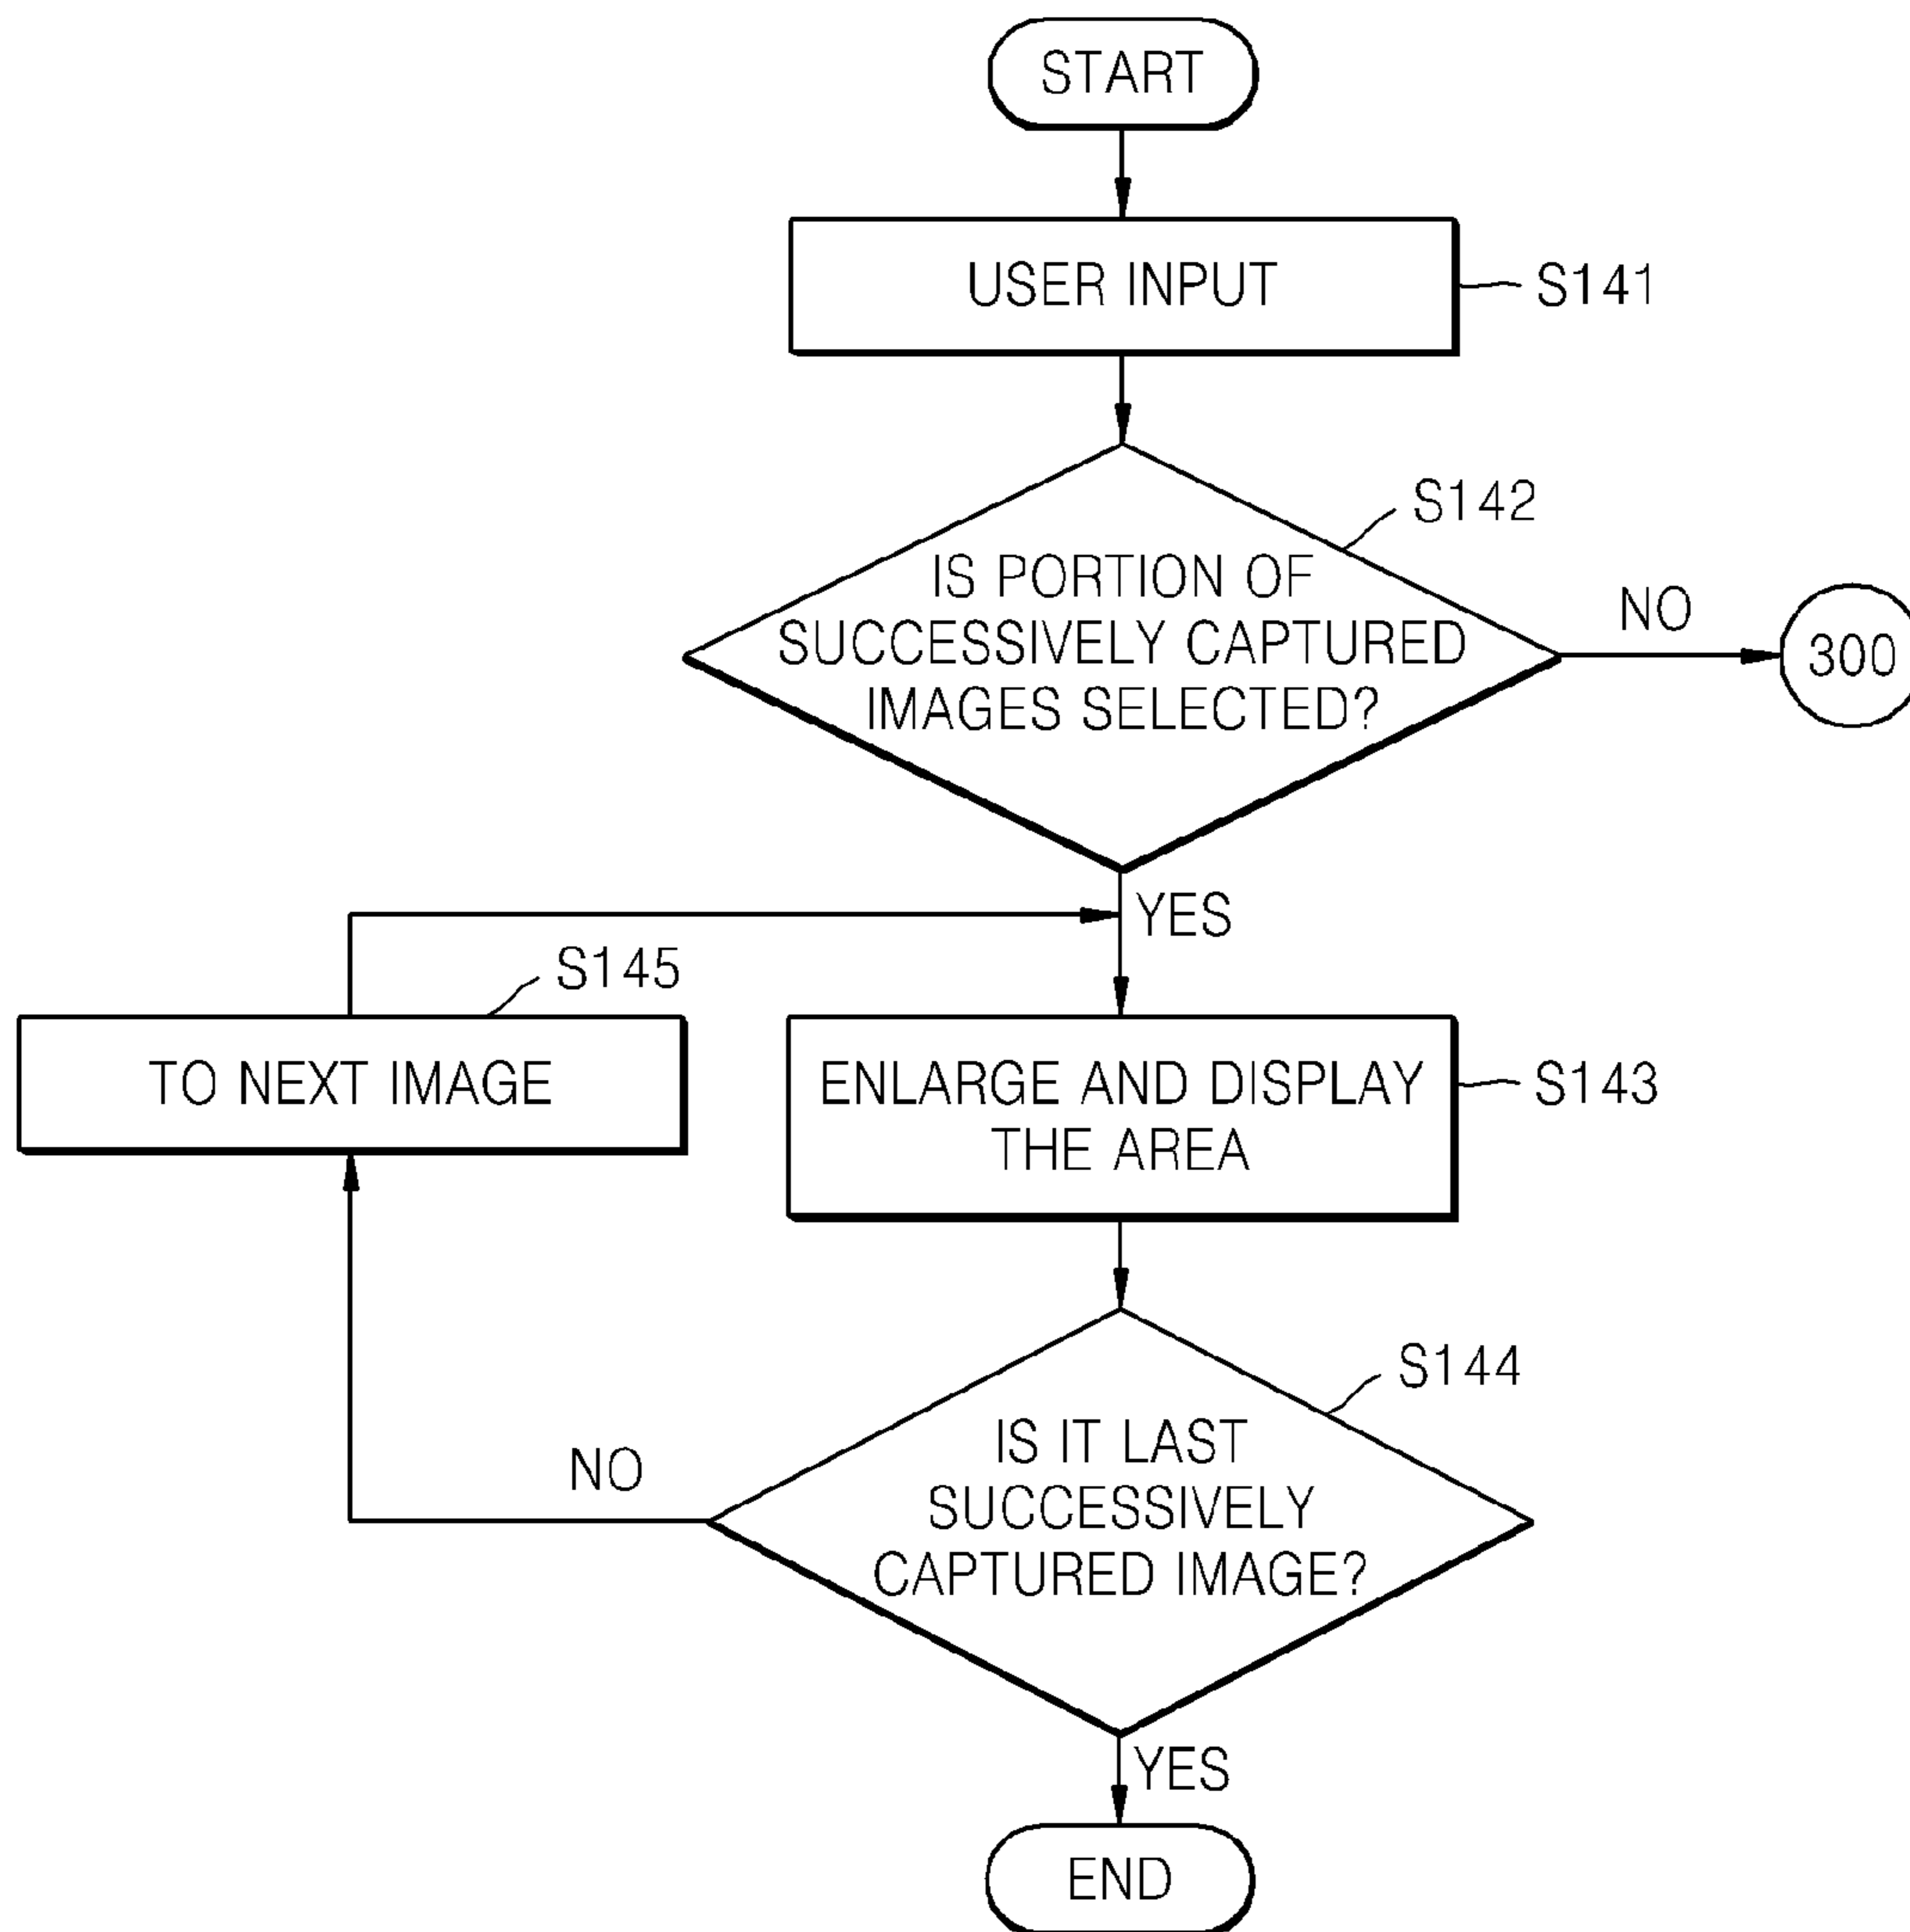 START
USER INPUT
S141
S142
IS PORTION OF
SUCCESSIVELY CAPTURED
IMAGES SELECTED?
NO
300
YES
S145
TO NEXT IMAGE
ENLARGE AND DISPLAY
THE AREA
S143
S144
IS IT LAST
SUCCESSIVELY
CAPTURED IMAGE?
NO
YES
END